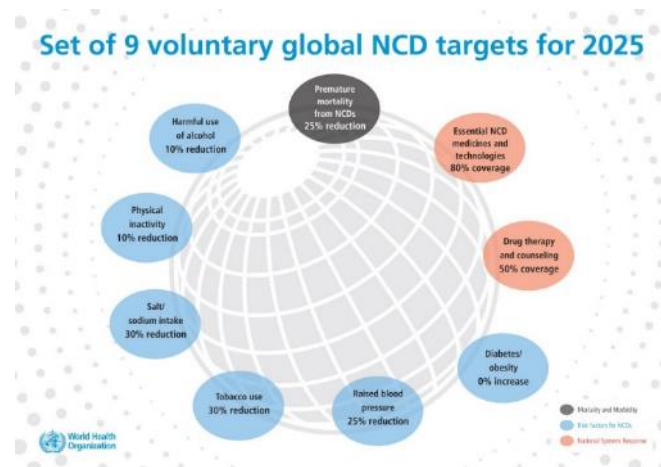 Set of 9 voluntary global NCD targets for 2025
Premature
mortality
from NCDs
25% reduction
Harmful use
of alcohol
10% reduction
Essential NCD
medicines and
technologies
80% coverage
Physical
inactivity
10% reduction
Drug therapy
and counseling
50% coverage
Salt/
sodium intake
30% reduction
Diabetes/
obesity
0% increase
Tobacco use
30% reduction
Raised blood
pressure
25% reduction
Mortality and Morbidity
Risk Factors for NCDs
National Systems Response
World Health
Organization